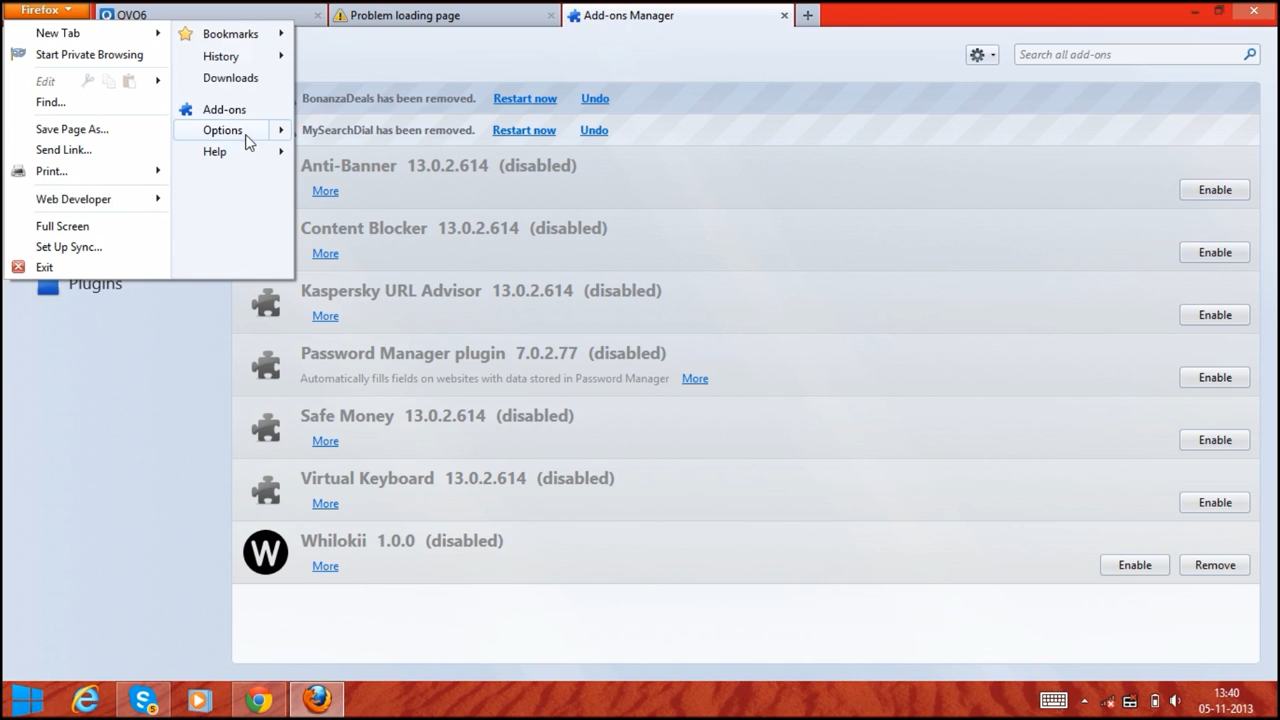 Firefox
QVO6
Problem loading page
Add-ons Manager
New Tab
Start Private Browsing
Edit
Find...
Save Page As...
Send Link...
Print...
Web Developer
Full Screen
Set Up Sync...
Exit
Bookmarks
History
Downloads
Add-ons
Options
Help
Plugins
Search all add-ons
BonanzaDeals has been removed. Restart now Undo
MySearchDial has been removed. Restart now Undo
Anti-Banner 13.0.2.614 (disabled)
More
Enable
Content Blocker 13.0.2.614 (disabled)
More
Enable
Kaspersky URL Advisor 13.0.2.614 (disabled)
More
Enable
Password Manager plugin 7.0.2.77 (disabled)
Automatically fills fields on websites with data stored in Password Manager More
Enable
Safe Money 13.0.2.614 (disabled)
More
Enable
Virtual Keyboard 13.0.2.614 (disabled)
More
Enable
W
Whilokii 1.0.0 (disabled)
More
Enable Remove
5
13:40
05-11-2013